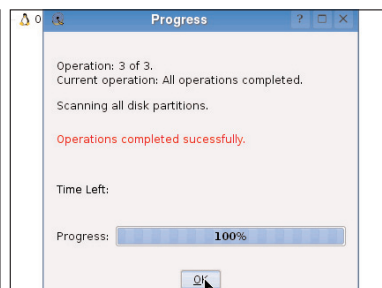 0
Progress
Operation: 3 of 3.
Current operation: All operations completed.
Scanning all disk partitions.
Operations completed sucessfully.
Time Left:
Progress: 100%
OK